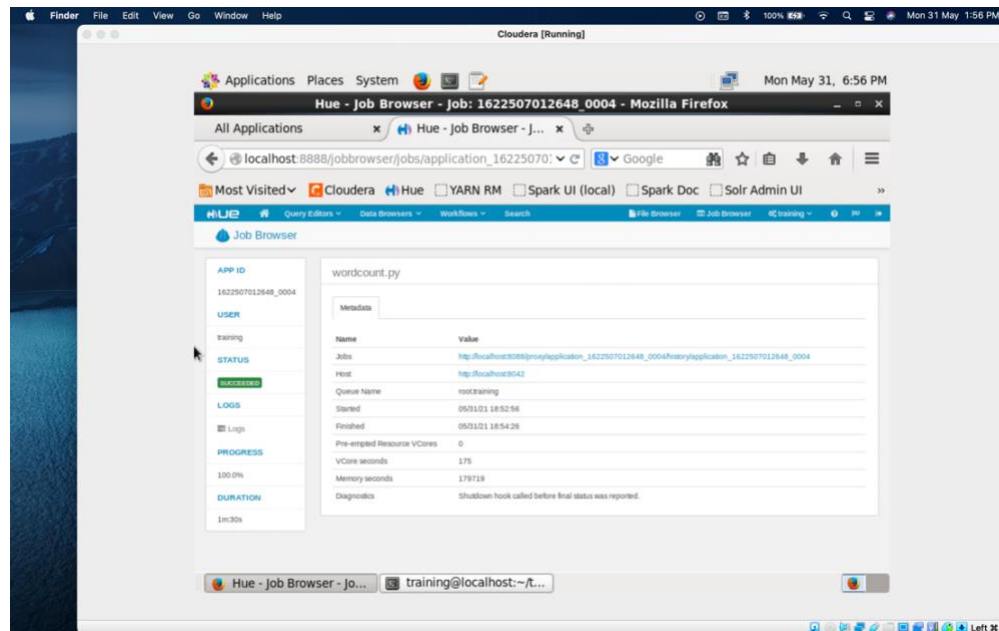 Finder File Edit View Go Window Help 100% Mon 31 May 1:56 PM
Cloudera [Running]
Applications Places System Mon May 31, 6:56 PM
Hue - Job Browser - Job: 1622507012648_0004 - Mozilla Firefox
All Applications Hue - Job Browser - J...
localhost:8888/jobbrowser/jobs/application_16225070: Google
Most Visited Cloudera Hue YARN RM Spark UI (local) Spark Doc Solr Admin UI »
HUE Query Editors Data Browsers Workflows Search File Browser Job Browser training
Job Browser
APP ID
1622507012648_0004
USER
training
STATUS
SUCCEEDED
LOGS
Logs
PROGRESS
100.0%
DURATION
1m:30s
wordcount.py
Metadata
Name Value
Jobs http://localhost:8088/proxy/application_1622507012648_0004/history/application_1622507012648_0004
Host http://localhost:8042
Queue Name root.training
Started 05/31/21 18:52:56
Finished 05/31/21 18:54:26
Pre-empted Resource VCores 0
VCore seconds 175
Memory seconds 179719
Diagnostics Shutdown hook called before final status was reported.
Hue - Job Browser - Jo... training@localhost:~/t...
Left ⌘